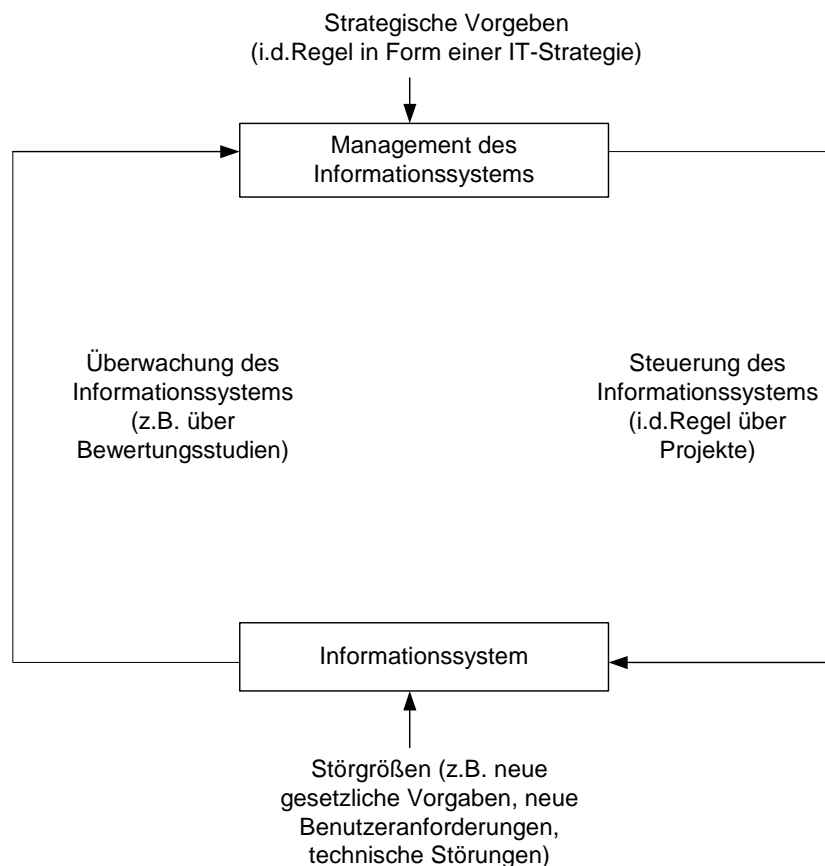 Strategische Vorgeben
(i.d.Regel in Form einer IT-Strategie)
Management des
Informationssystems
Überwachung des
Informationssystems
(z.B. über
Bewertungsstudien)
Steuerung des
Informationssystems
(i.d.Regel über
Projekte)
Informationssystem
Störgrößen (z.B. neue
gesetzliche Vorgaben, neue
Benutzeranforderungen,
technische Störungen)